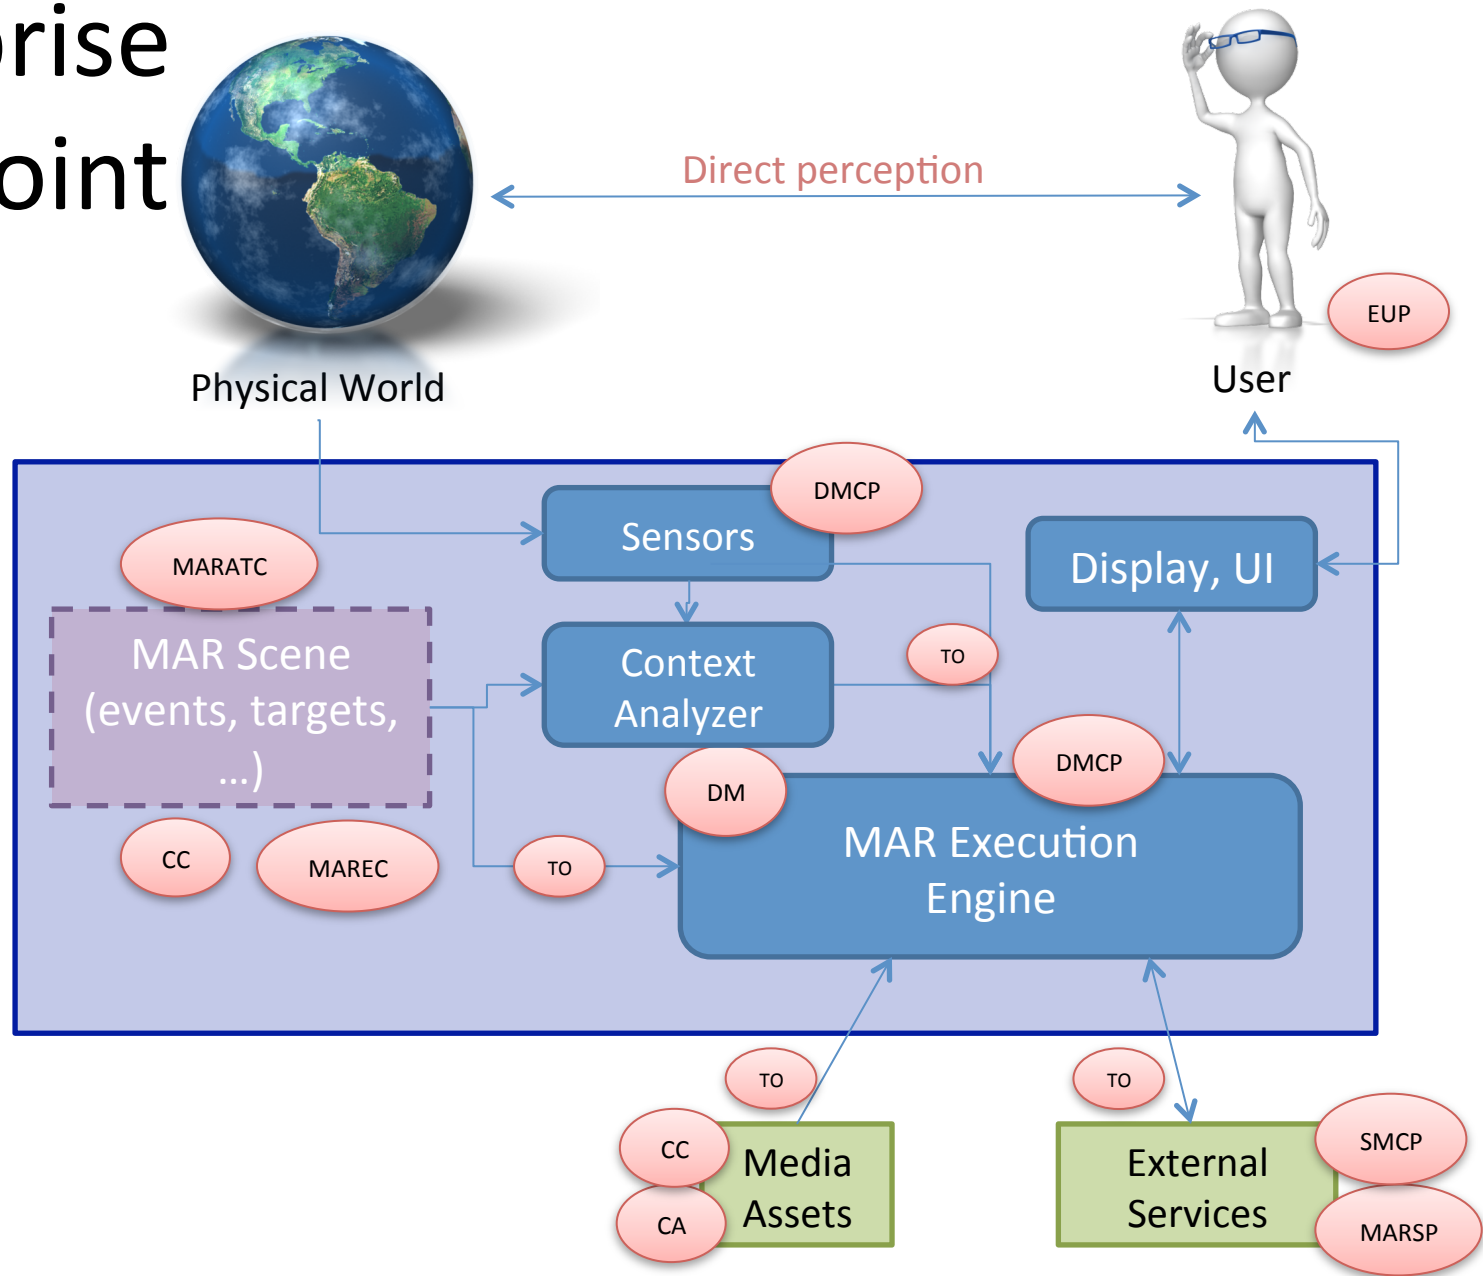 prise
oint
Direct perception
EUP
Physical World
User
DMCP
Sensors
MARATC
Display, UI
MAR Scene
(events, targets,
...)
Context
Analyzer
TO
DMCP
DM
MAR Execution
Engine
CC
MAREC
TO
TO
TO
CC
Media
Assets
CA
External
Services
SMCP
MARSP